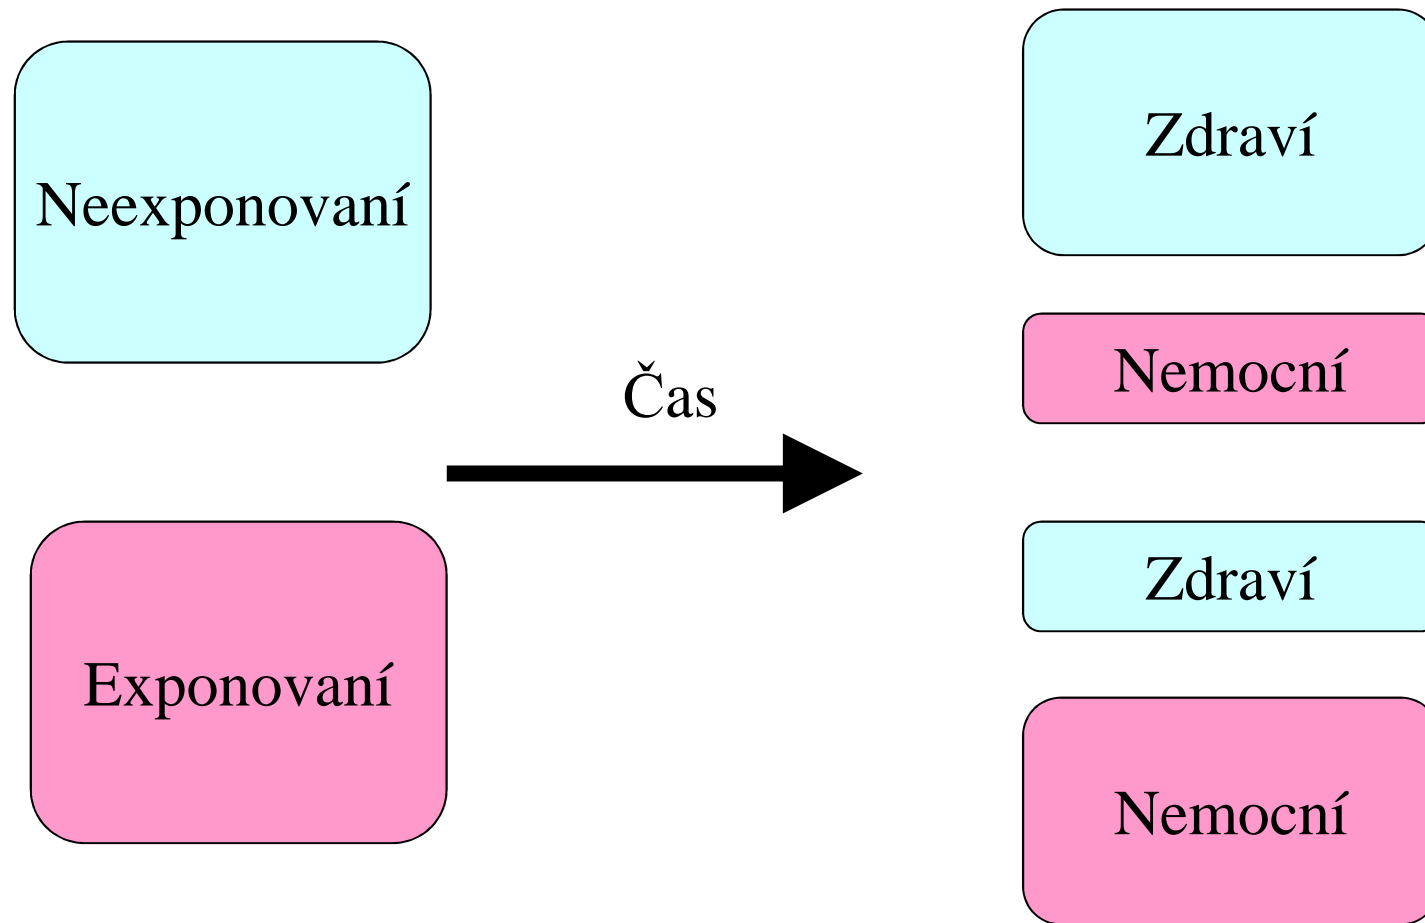 Neexponovaní
Exponovaní
Čas
Zdraví
Nemocní
Zdraví
Nemocní